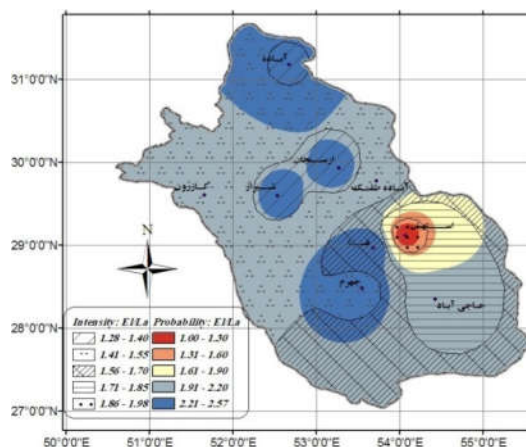 31°0'0"N
30°0'0"N
29°0'0"N
28°0'0"N
27°0'0"N
آباده
ارسنجان
شیراز
کازرون
آباده طشک
فسا
جهرم
حاجی آباد
N
Intensity: El/La
1.28 - 1.40
1.41 - 1.55
1.56 - 1.70
1.71 - 1.85
1.86 - 1.98
Probability: El/La
1.00 - 1.30
1.31 - 1.60
1.61 - 1.90
1.91 - 2.20
2.21 - 2.57
50°0'0"E 51°0'0"E 52°0'0"E 53°0'0"E 54°0'0"E 55°0'0"E